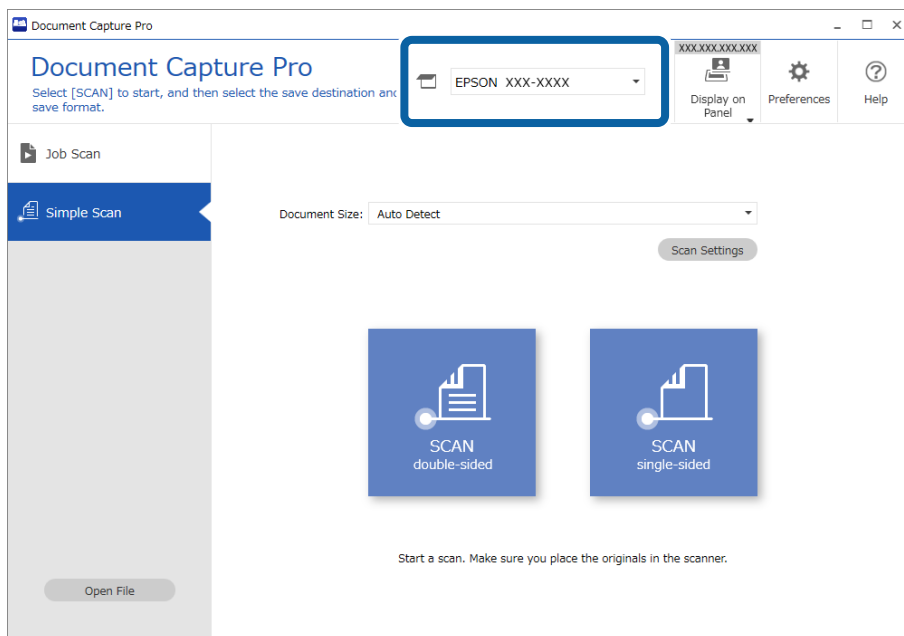 Document Capture Pro
Document Capture Pro
Select [SCAN] to start, and then select the save destination and
save format.
EPSON XXX-XXXX
XXX.XXX.XXX.XXX
Display on
Panel
Preferences
Help
Job Scan
Simple Scan
Document Size:
Auto Detect
Scan Settings
SCAN
double-sided
SCAN
single-sided
Start a scan. Make sure you place the originals in the scanner.
Open File